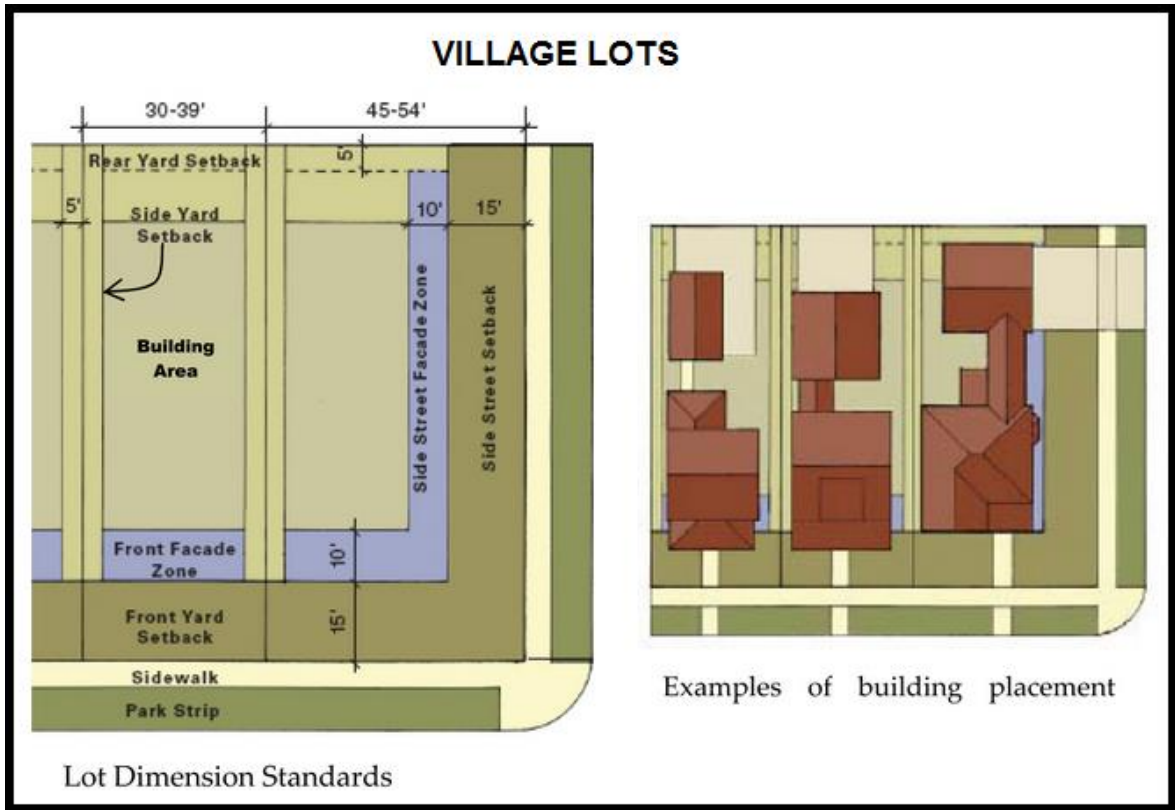 VILLAGE LOTS
30-39'
45-54'
Rear Yard Setback
5'
5'
Side Yard
Setback
10'
15'
Building
Area
Side Street Facade Zone
Side Street Setback
Front Facade
Zone
10'
Front Yard
Setback
15'
Sidewalk
Park Strip
Lot Dimension Standards
Examples of building placement